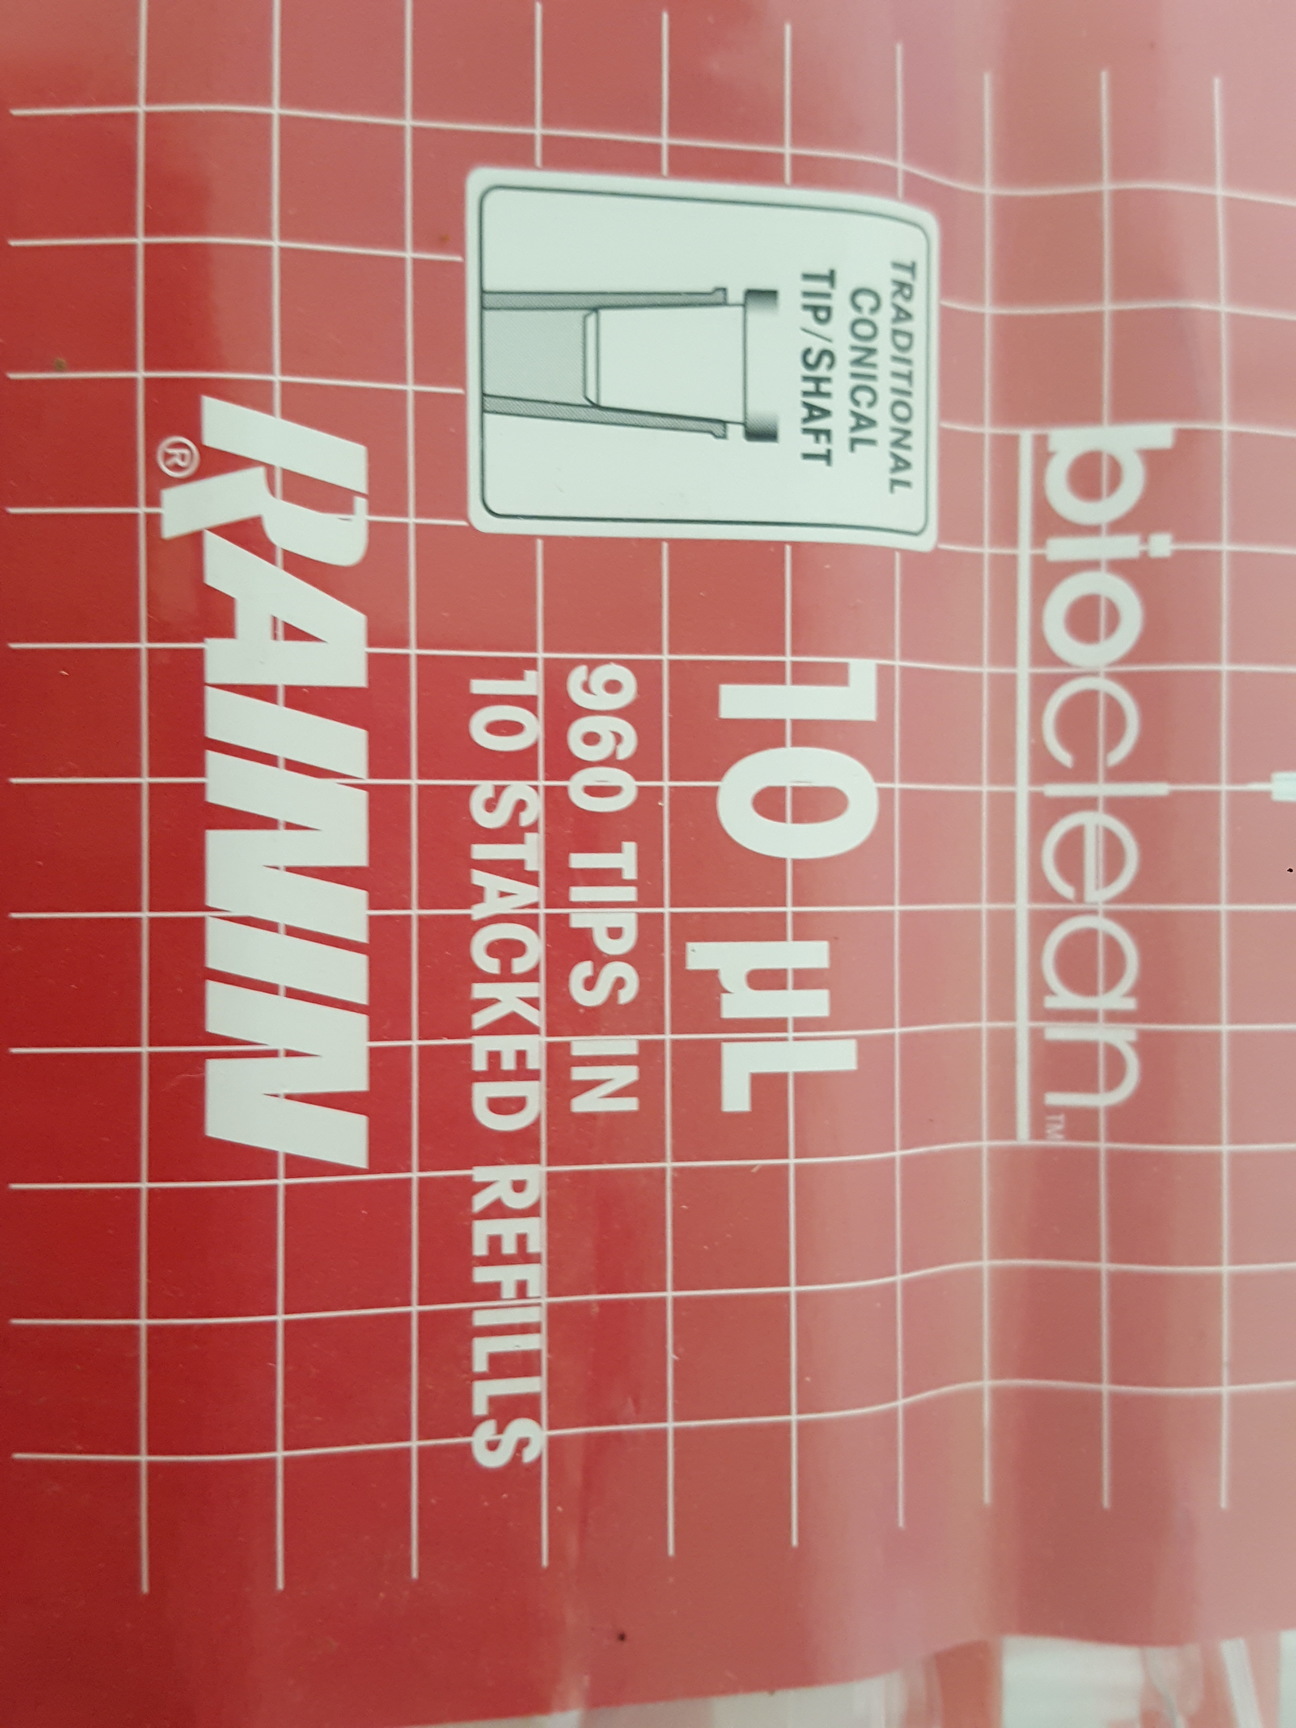 bioclean™
TRADITIONAL
CONICAL
TIP/SHAFT
10 µL
960 TIPS IN
10 STACKED REFILLS
RAININ®